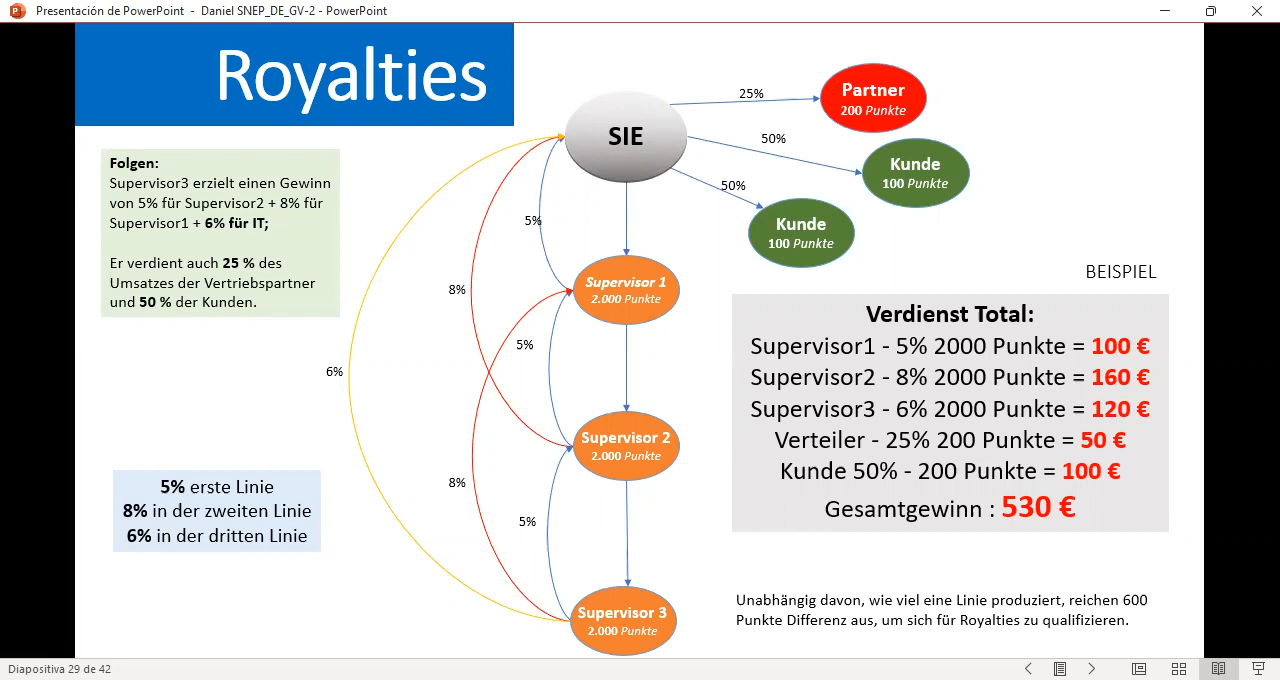 Presentación de PowerPoint - Daniel SNEP_DE_GV-2 - PowerPoint
Royalties
Folgen:
Supervisor3 erzielt einen Gewinn
von 5% für Supervisor2 + 8% für
Supervisor1 + 6% für IT;
Er verdient auch 25 % des
Umsatzes der Vertriebspartner
und 50 % der Kunden.
5% erste Linie
8% in der zweiten Linie
6% in der dritten Linie
SIE
25%
Partner
200 Punkte
50%
Kunde
100 Punkte
50%
Kunde
100 Punkte
5%
Supervisor 1
2.000 Punkte
8%
5%
6%
Supervisor 2
2.000 Punkte
8%
5%
Supervisor 3
2.000 Punkte
BEISPIEL
Verdienst Total:
Supervisor1 - 5% 2000 Punkte = 100 €
Supervisor2 - 8% 2000 Punkte = 160 €
Supervisor3 - 6% 2000 Punkte = 120 €
Verteiler - 25% 200 Punkte = 50 €
Kunde 50% - 200 Punkte = 100 €
Gesamtgewinn : 530 €
Unabhängig davon, wie viel eine Linie produziert, reichen 600
Punkte Differenz aus, um sich für Royalties zu qualifizieren.
Diapositiva 29 de 42